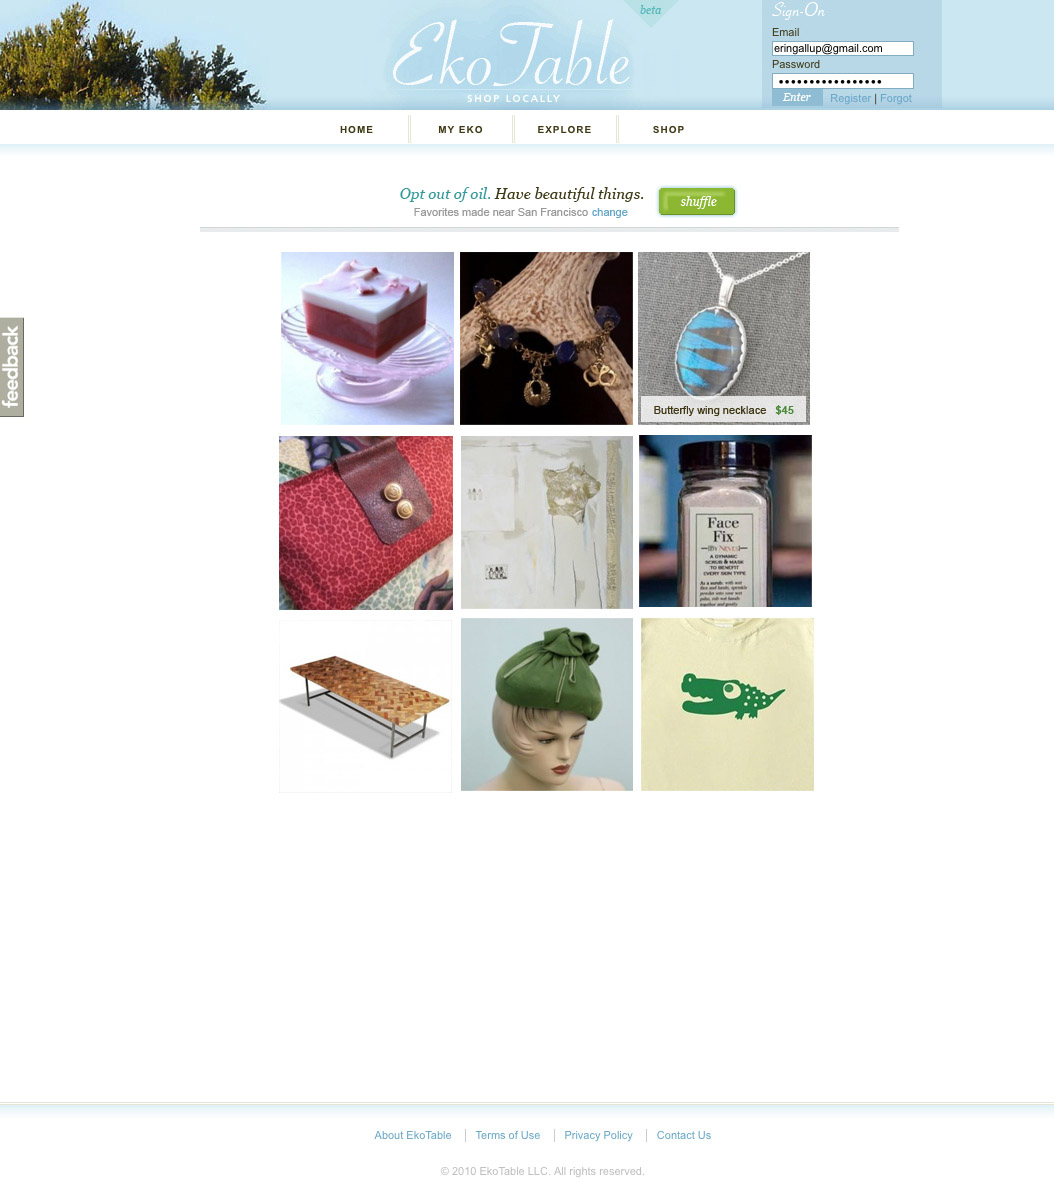 beta
EkoTable
SHOP LOCALLY
Sign-On
Email
eringallup@gmail.com
Password
Enter Register | Forgot
HOME MY EKO EXPLORE SHOP
Opt out of oil. Have beautiful things.
shuffle
Favorites made near San Francisco change
feedback
Butterfly wing necklace $45
Face
Fix
A DYNAMIC
SCRUB & MASK
TO BENEFIT
EVERY SKIN TYPE
About EkoTable Terms of Use Privacy Policy Contact Us
© 2010 EkoTable LLC. All rights reserved.